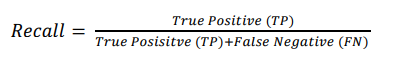 Recall = True Positive (TP) / True Posisitve (TP)+False Negative (FN)